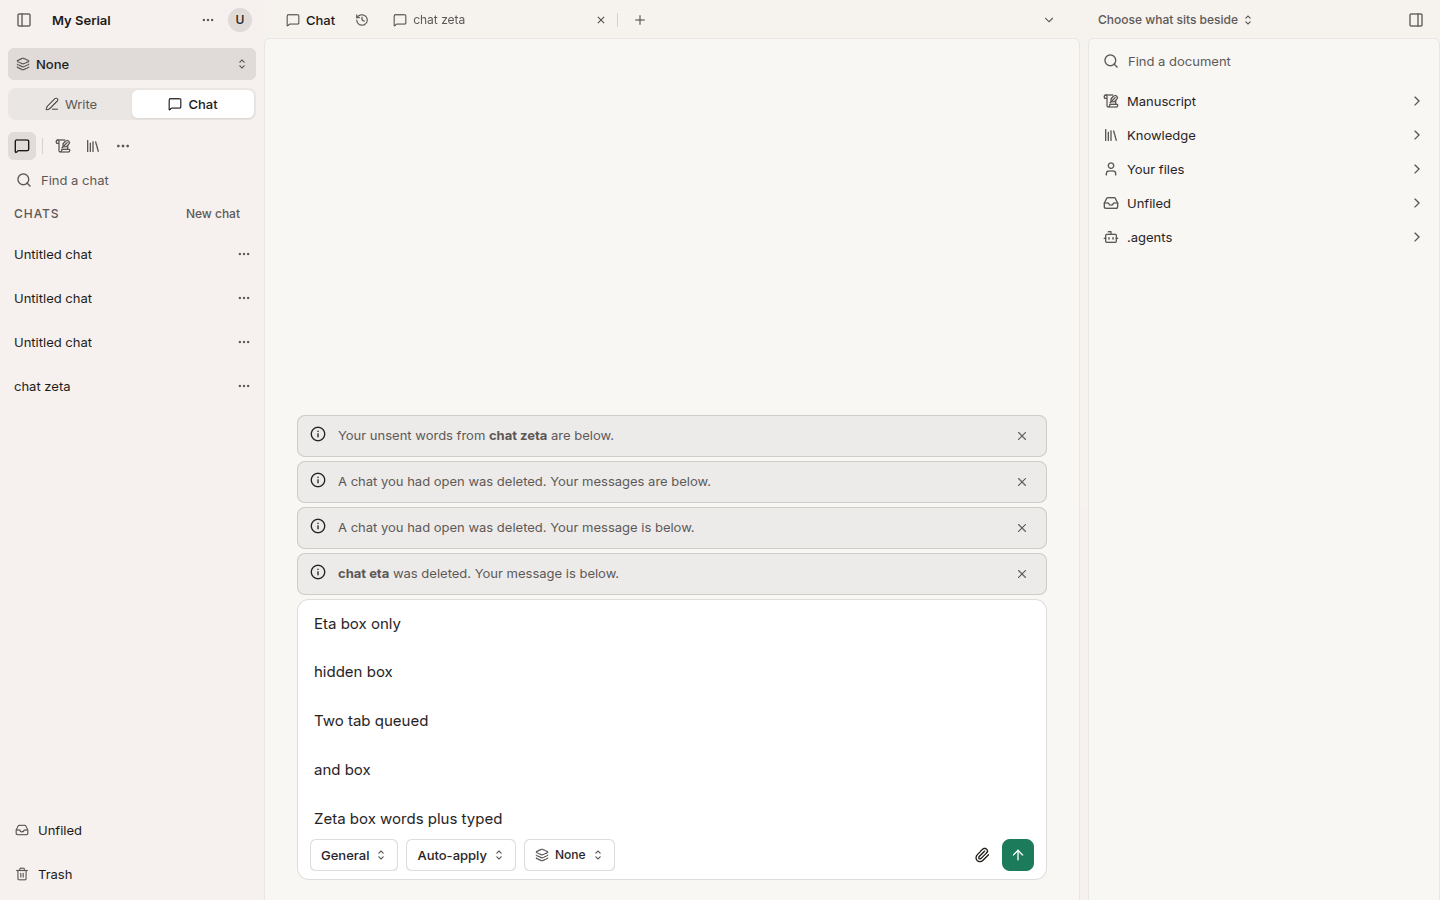 My Serial
U
None
Write
Chat
Find a chat
CHATS
New chat
Untitled chat
Untitled chat
Untitled chat
chat zeta
Unfiled
Trash
Chat
chat zeta
Your unsent words from chat zeta are below.
A chat you had open was deleted. Your messages are below.
A chat you had open was deleted. Your message is below.
chat eta was deleted. Your message is below.
Eta box only
hidden box
Two tab queued
and box
Zeta box words plus typed
General
Auto-apply
None
Choose what sits beside
Find a document
Manuscript
Knowledge
Your files
Unfiled
.agents